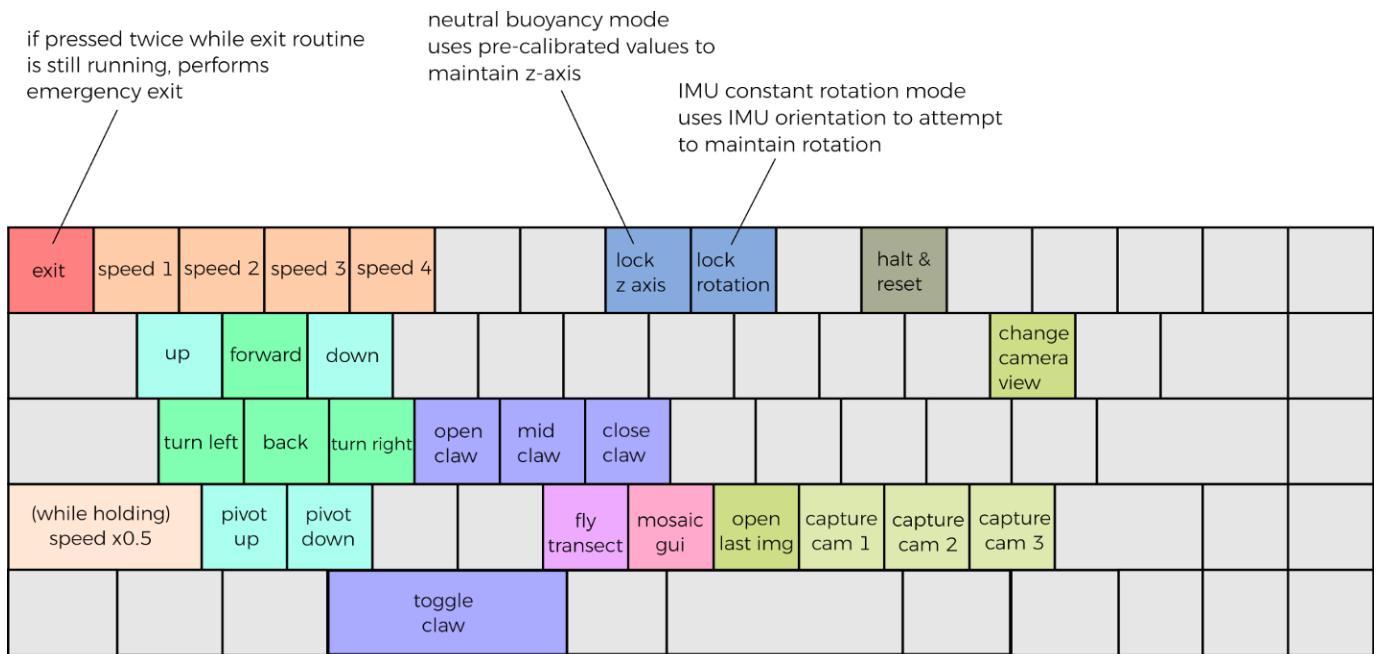 neutral buoyancy mode
uses pre-calibrated values to
maintain z-axis
if pressed twice while exit routine
is still running, performs
emergency exit
IMU constant rotation mode
uses IMU orientation to attempt
to maintain rotation
exit
speed 1
speed 2
speed 3
speed 4
lock
z axis
lock
rotation
halt &
reset
up
forward
down
change
camera
view
turn left
back
turn right
open
claw
mid
claw
close
claw
(while holding)
speed x0.5
pivot
up
pivot
down
fly
transect
mosaic
gui
open
last img
capture
cam 1
capture
cam 2
capture
cam 3
toggle
claw